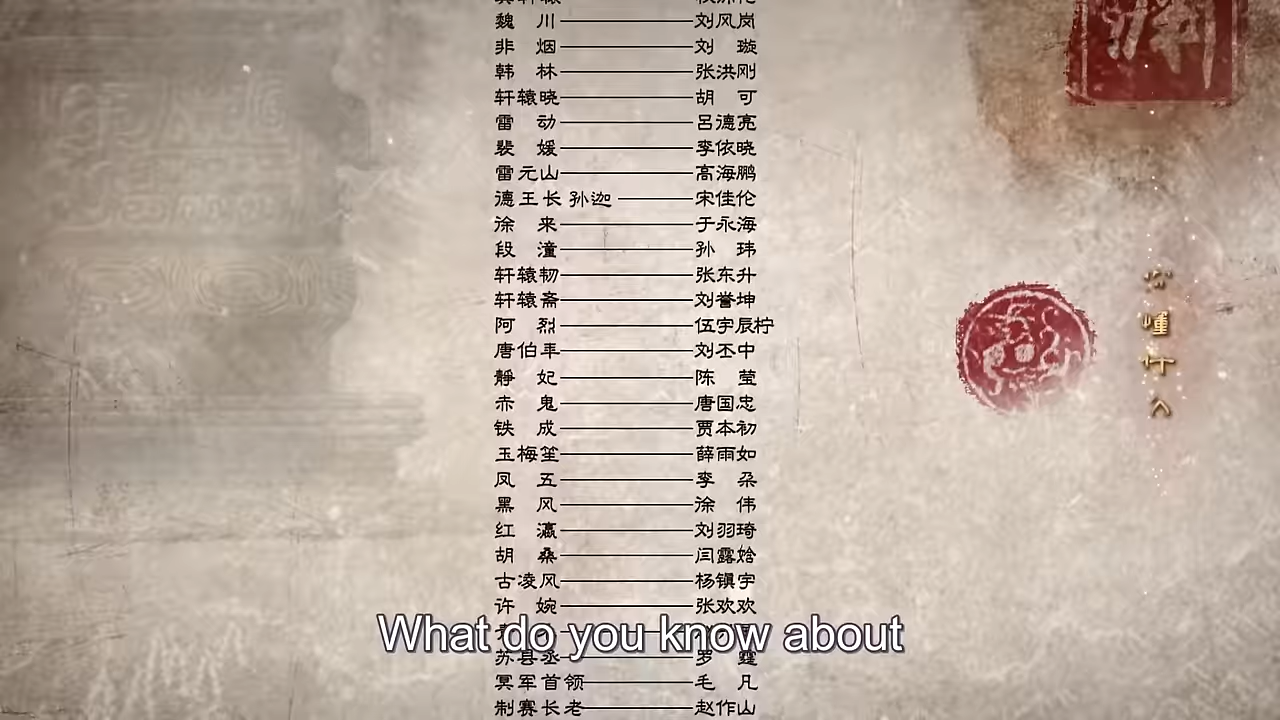 魏 川 刘风岚
非 烟 刘 璇
韩 林 张洪刚
轩辕晓 胡 可
雷 动 吕德亮
裴 媛 李依晓
雷元山 高海鹏
德王长孙迦 宋佳伦
徐 来 于永海
段 潼 孙 玮
轩辕韧 张东升
轩辕斋 刘誉坤
阿 烈 伍宇辰柠
唐伯年 刘丕中
静 妃 陈 莹
赤 鬼 唐国忠
铁 成 贾本初
玉梅笙 薛雨如
凤 五 李 朶
黑 风 徐 伟
红 瀛 刘羽琦
胡 桑 闫露焓
古凌风 杨镇宇
许 婉 张欢欢
What do you know about
苏县丞 罗 霆
冥军首领 毛 凡
制赛长老 赵作山